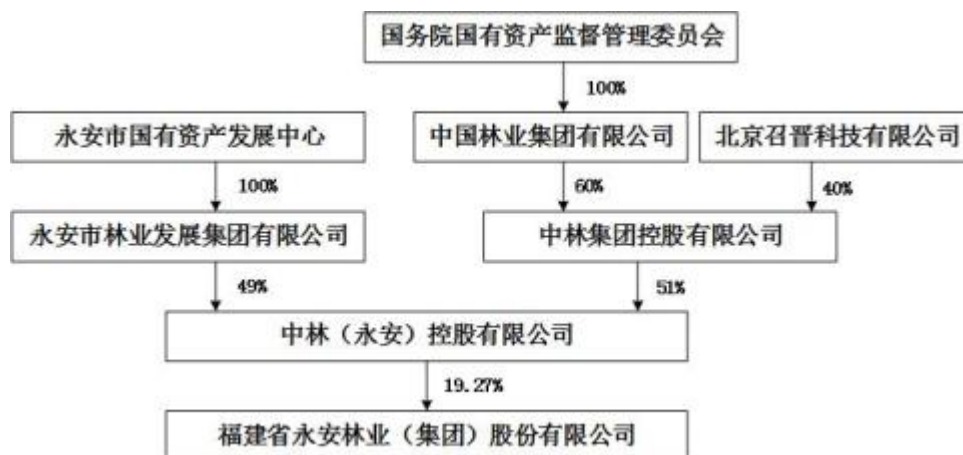 国务院国有资产监督管理委员会
100%
永安市国有资产发展中心
中国林业集团有限公司
北京召晋科技有限公司
100%
60%
40%
永安市林业发展集团有限公司
中林集团控股有限公司
49%
51%
中林（永安）控股有限公司
19.27%
福建省永安林业（集团）股份有限公司